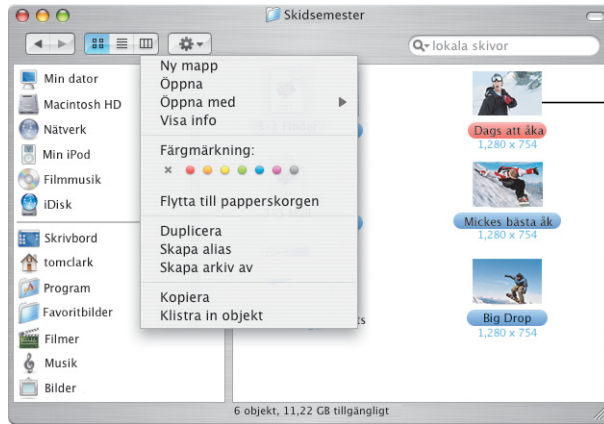 Skidsemester
lokala skivor
Min dator
Macintosh HD
Nätverk
Min iPod
Filmmusik
iDisk
Skrivbord
tomclark
Program
Favoritbilder
Filmer
Musik
Bilder
Ny mapp
Öppna
Öppna med
Visa info
Färgmärkning:
Flytta till papperskorgen
Duplicera
Skapa alias
Skapa arkiv av
Kopiera
Klistra in objekt
Dags att åka
1,280 x 754
Mickes bästa åk
1,280 x 754
Big Drop
1,280 x 754
6 objekt, 11,22 GB tillgängligt